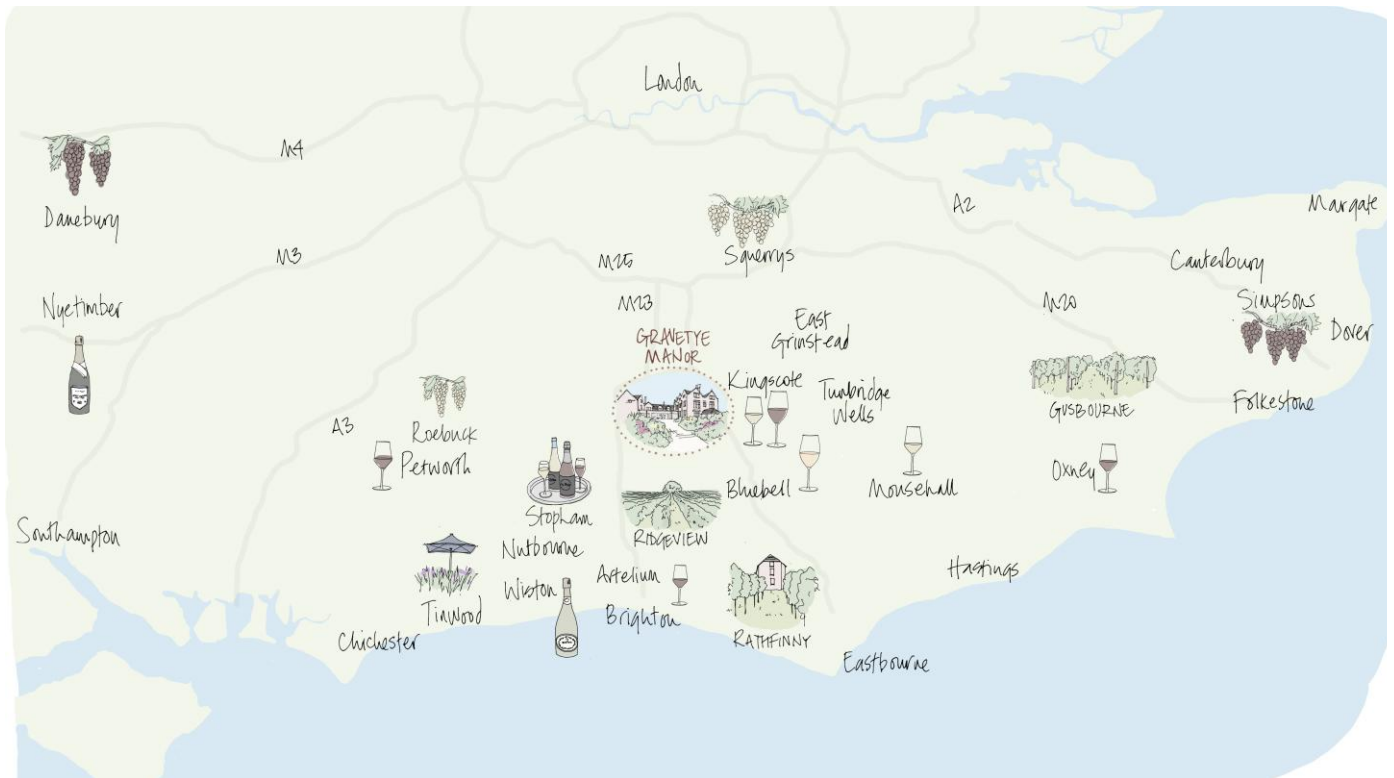 London
M4
Danebury
A2
Margate
M3
M25
Squerrys
Canterbury
Nyetimber
M23
M20
Simpsons
Dover
East
Grinstead
GRAVETYE
MANOR
Kingscote
Tunbridge
Wells
GUSBOURNE
Folkestone
A3
Roebuck
Petworth
Bluebell
Mousehall
Oxney
Southampton
Stopham
Nutbourne
RIDGEVIEW
Hastings
Tinwood
Wiston
Artelium
Brighton
Chichester
RATHFINNY
Eastbourne